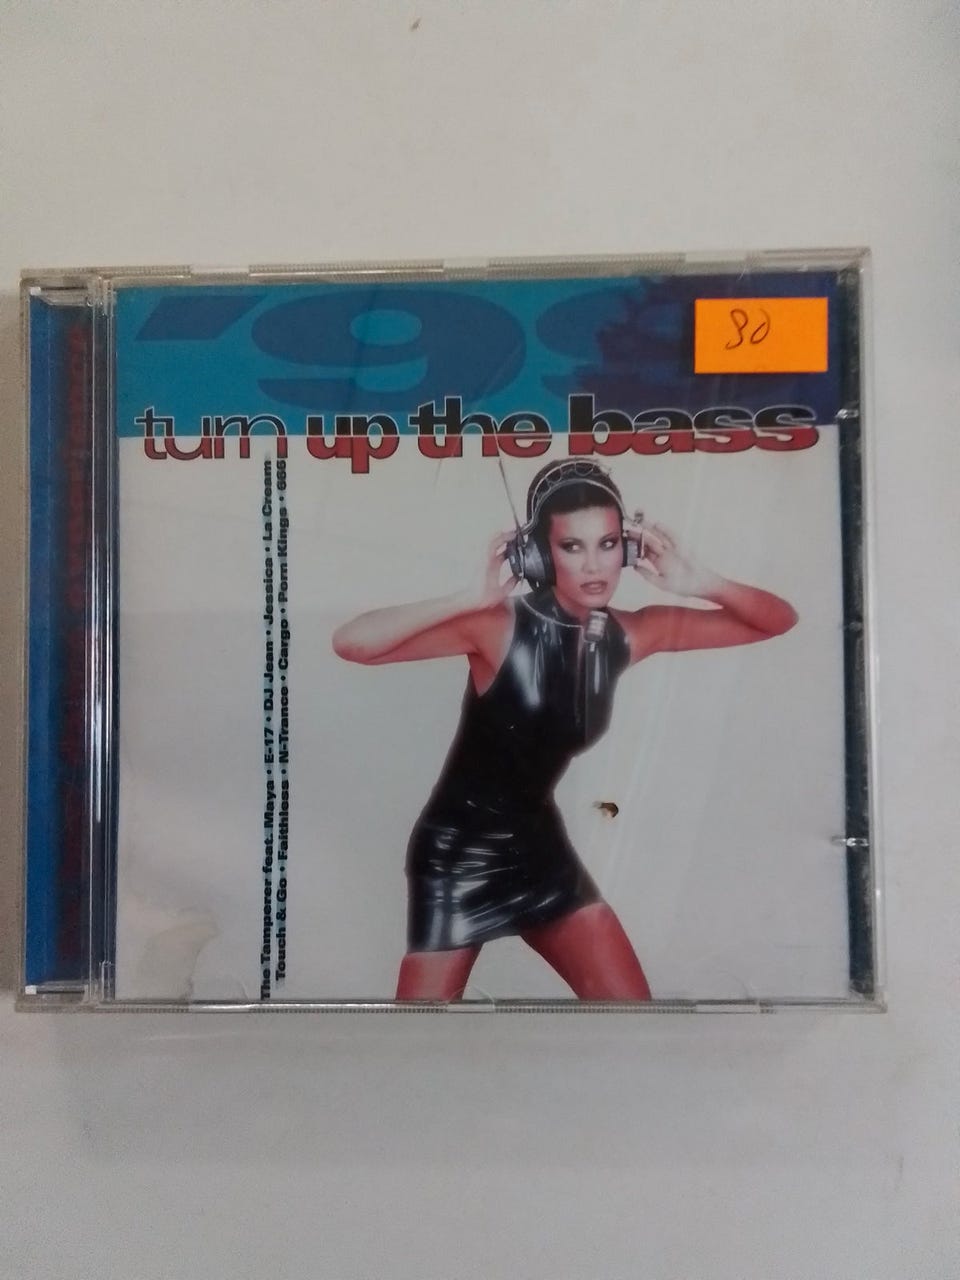 '99
30
turn up the bass
The Tamperer feat. Maya • E-17 • DJ Jean • Jessica • La Cream
Touch & Go • Faithless • N-Trance • Cargo • Porn Kings • 666